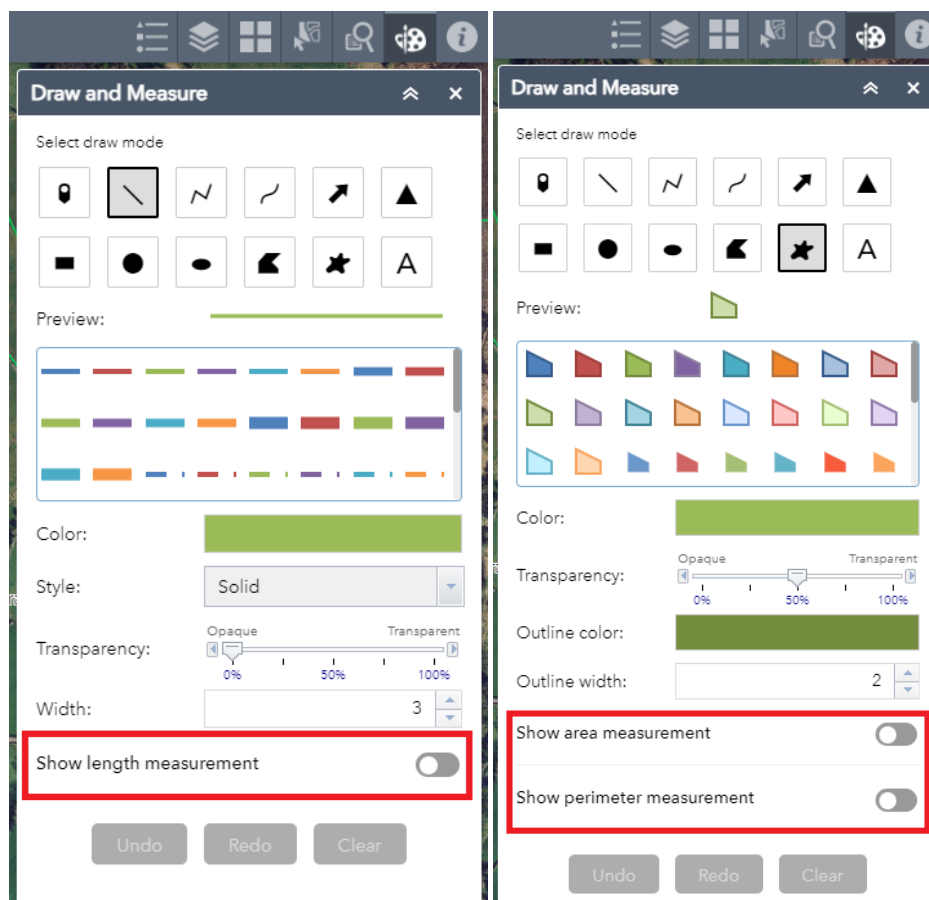 Draw and Measure
Select draw mode
A
Preview:
Color:
Style: Solid
Opaque Transparent
Transparency:
0% 50% 100%
Width: 3
Show length measurement
Undo Redo Clear
Draw and Measure
Select draw mode
A
Preview:
Color:
Opaque Transparent
Transparency:
0% 50% 100%
Outline color:
Outline width: 2
Show area measurement
Show perimeter measurement
Undo Redo Clear